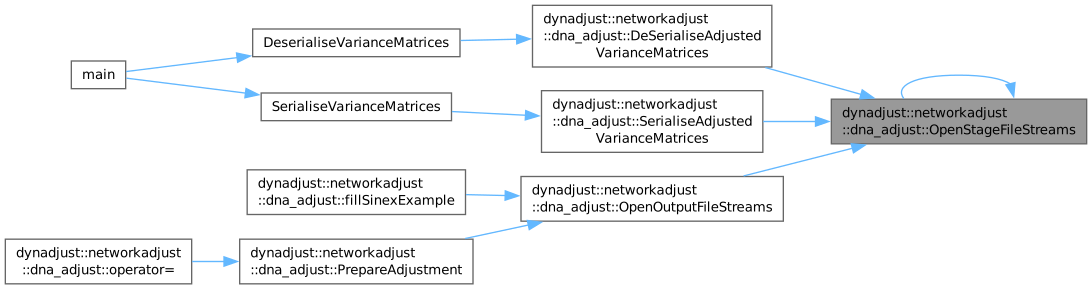 dynadjust::networkadjust
::dna_adjust::DeSerialiseAdjusted
VarianceMatrices
DeserialiseVarianceMatrices
main
SerialiseVarianceMatrices
dynadjust::networkadjust
::dna_adjust::SerialiseAdjusted
VarianceMatrices
dynadjust::networkadjust
::dna_adjust::OpenStageFileStreams
dynadjust::networkadjust
::dna_adjust::fillSinexExample
dynadjust::networkadjust
::dna_adjust::OpenOutputFileStreams
dynadjust::networkadjust
::dna_adjust::operator=
dynadjust::networkadjust
::dna_adjust::PrepareAdjustment